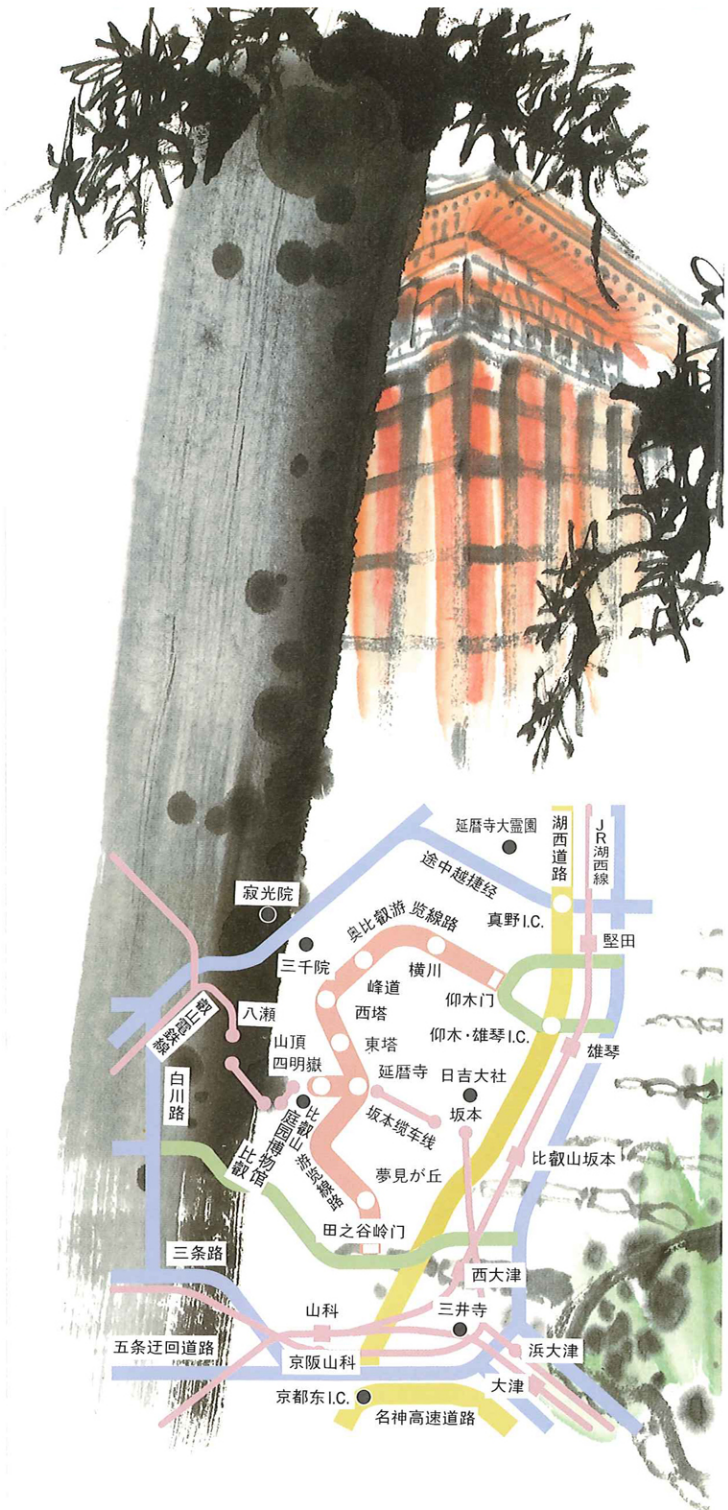 延暦寺大霊園
湖西道路
JR湖西線
途中越捷经
寂光院
真野I.C.
奥比叡游览線路
堅田
三千院
横川
峰道
仰木门
西塔
八瀬
叡山電鉄線
仰木・雄琴I.C.
山頂
東塔
雄琴
四明嶽
延暦寺
日吉大社
白川路
坂本缆车线
坂本
比叡山游览線路
庭园博物馆比叡
比叡山坂本
夢見が丘
田之谷岭门
三条路
西大津
山科
三井寺
五条迂回道路
京阪山科
浜大津
大津
京都东I.C.
名神高速道路